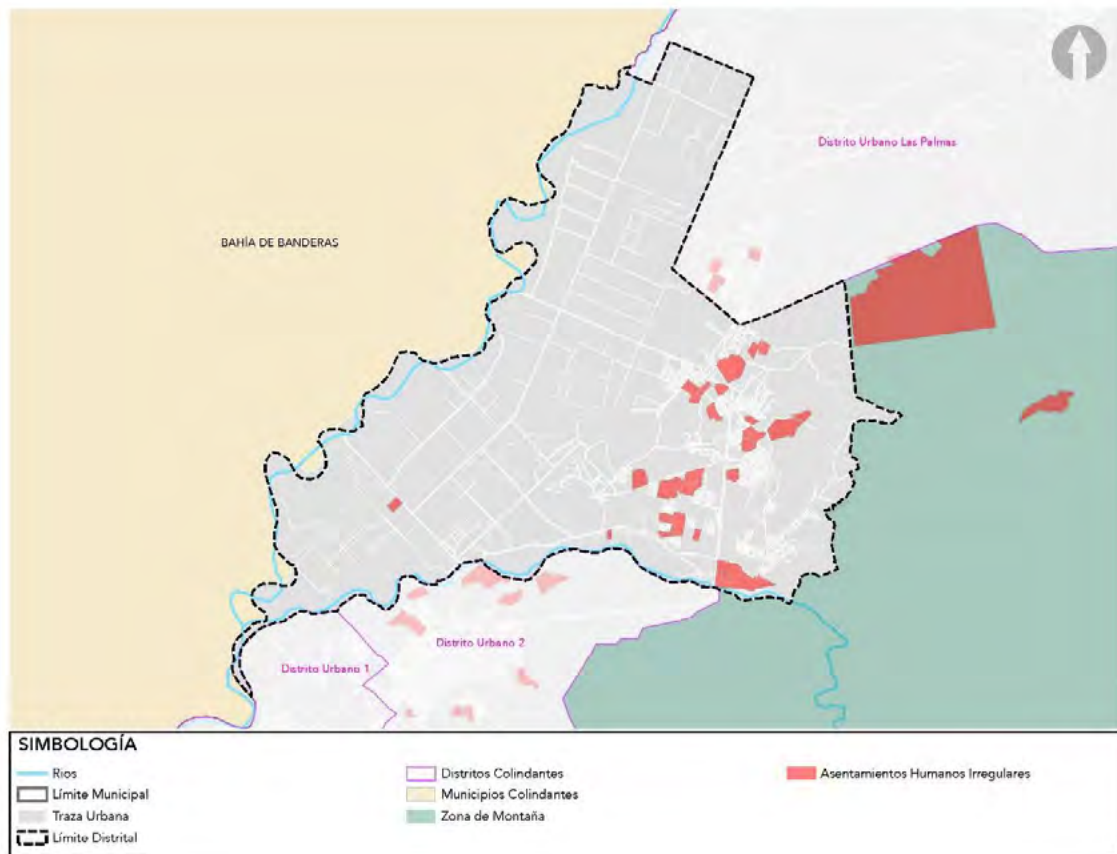 Distrito Urbano Las Palmas
BAHÍA DE BANDERAS
Distrito Urbano 2
Distrito Urbano 1
SIMBOLOGÍA
Rios
Límite Municipal
Traza Urbana
Límite Distrital
Distritos Colindantes
Municipios Colindantes
Zona de Montaña
Asentamientos Humanos Irregulares